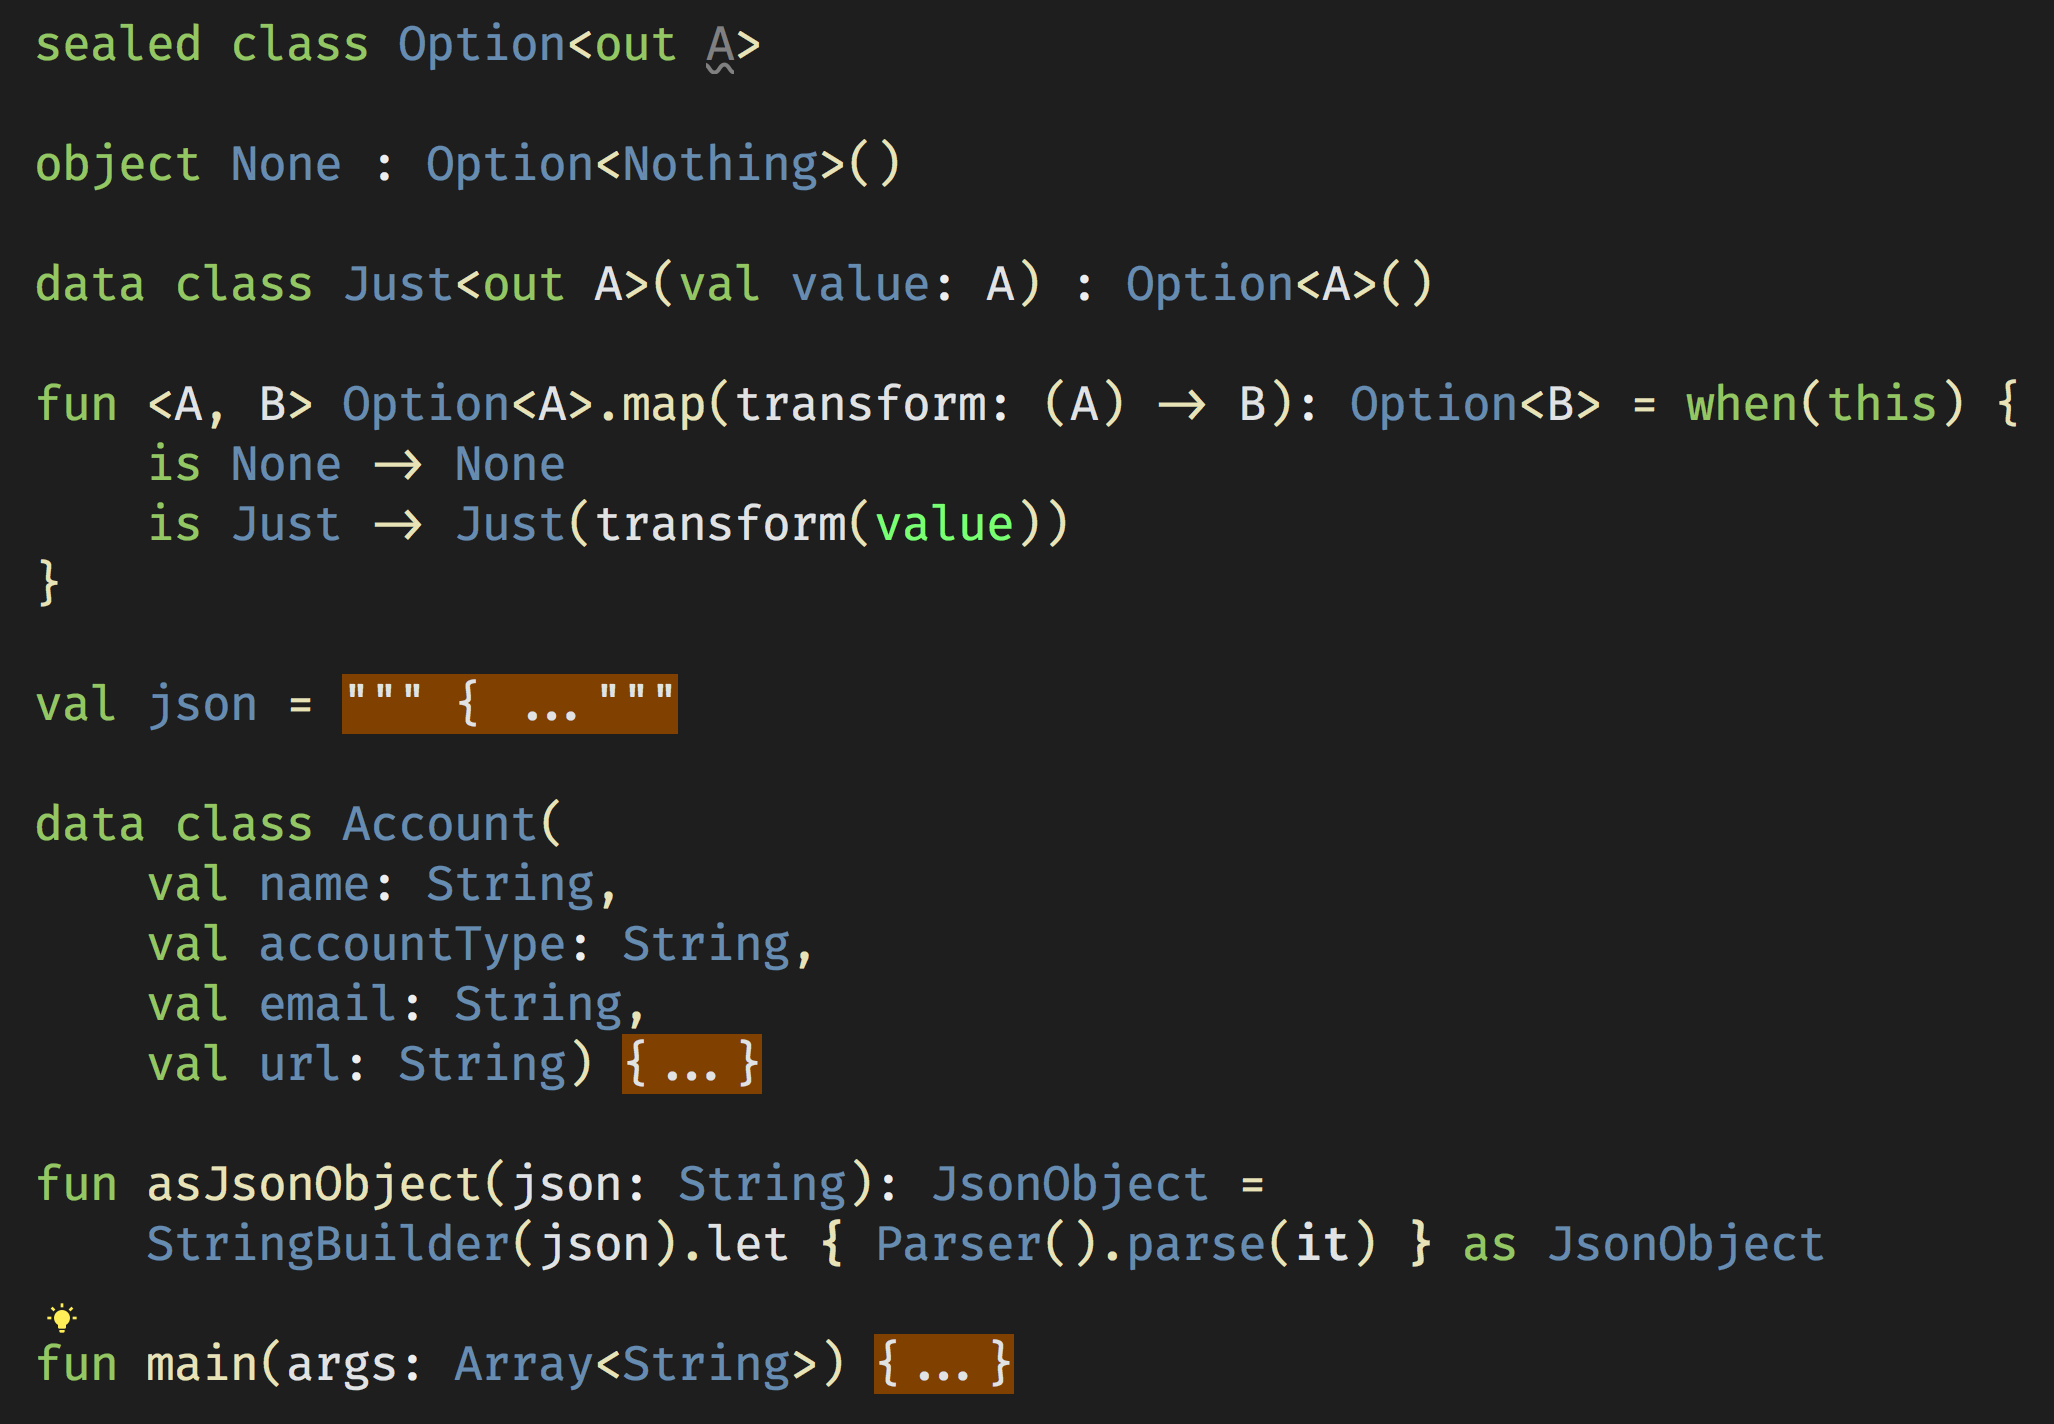 sealed class Option<out A>
object None : Option<Nothing>()
data class Just<out A>(val value: A) : Option<A>()
fun <A, B> Option<A>.map(transform: (A) → B): Option<B> = when(this) {
    is None → None
    is Just → Just(transform(value))
}
val json = """ { ..."""
data class Account(
    val name: String,
    val accountType: String,
    val email: String,
    val url: String) {...}
fun asJsonObject(json: String): JsonObject =
    StringBuilder(json).let { Parser().parse(it) } as JsonObject
fun main(args: Array<String>) {...}